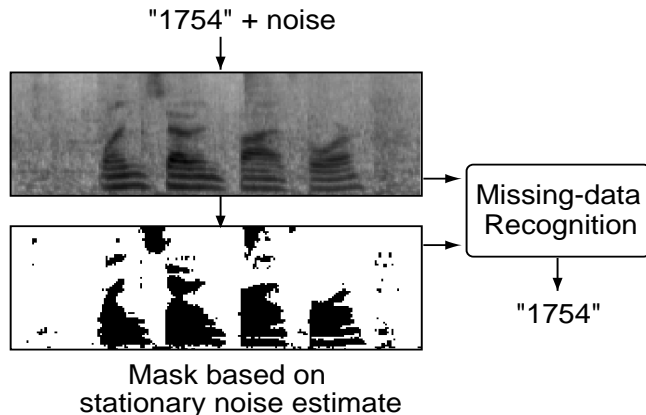 "1754" + noise
Missing-data
Recognition
"1754"
Mask based on
stationary noise estimate